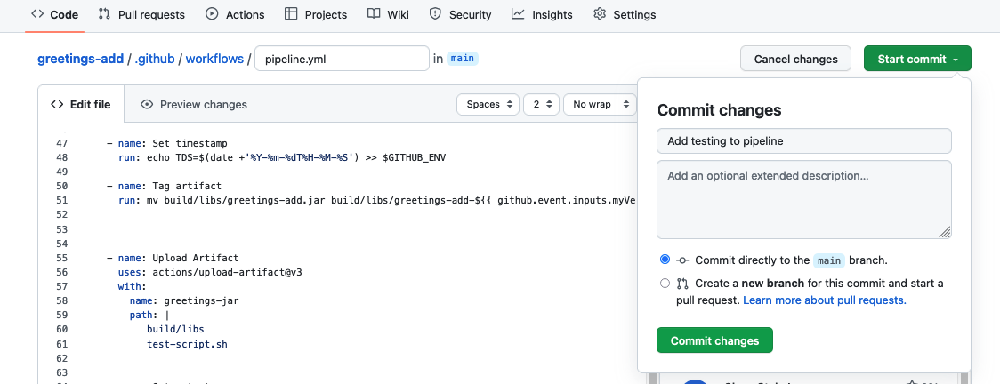 Code Pull requests Actions Projects Wiki Security Insights Settings
greetings-add / .github / workflows / pipeline.yml in main Cancel changes Start commit
Edit file Preview changes Spaces 2 No wrap
Commit changes
Add testing to pipeline
Add an optional extended description...
Commit directly to the main branch.
Create a new branch for this commit and start a
pull request. Learn more about pull requests.
Commit changes
47 - name: Set timestamp
48 run: echo TDS=$(date +'%Y-%m-%dT%H-%M-%S') >> $GITHUB_ENV
49
50 - name: Tag artifact
51 run: mv build/libs/greetings-add.jar build/libs/greetings-add-${{ github.event.inputs.myVe
52
53
54
55 - name: Upload Artifact
56 uses: actions/upload-artifact@v3
57 with:
58 name: greetings-jar
59 path: |
60 build/libs
61 test-script.sh
62
63